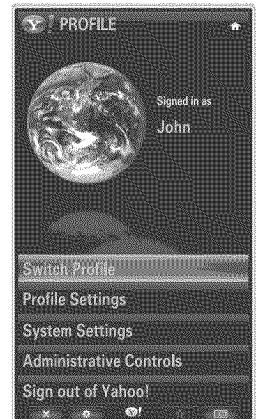 Y! PROFILE
Signed in as
John
Switch Profile
Profile Settings
System Settings
Administrative Controls
Sign out of Yahoo!
Y!